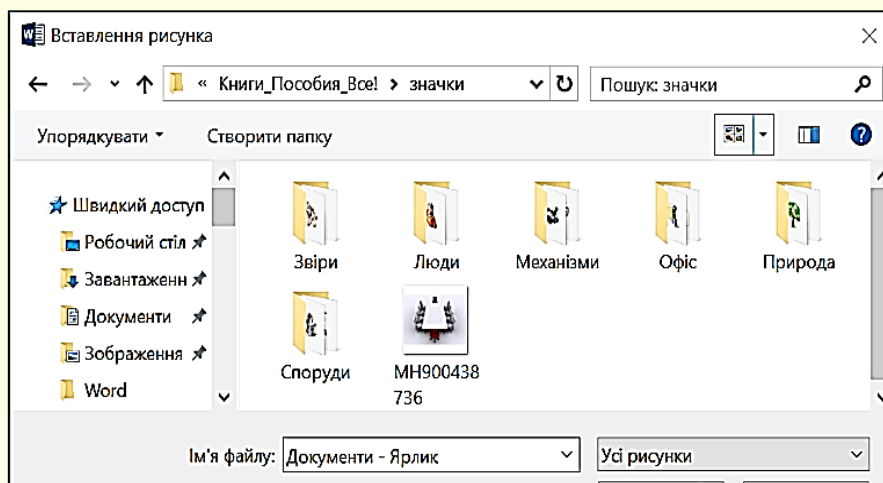 Вставлення рисунка
« Книги_Пособия_Все! › значки
Пошук: значки
Упорядкувати
Створити папку
Швидкий доступ
Робочий стіл
Завантаженн
Документи
Зображення
Word
Звіри
Люди
Механізми
Офіс
Природа
Споруди
MH900438
736
Ім'я файлу: Документи - Ярлик
Усі рисунки